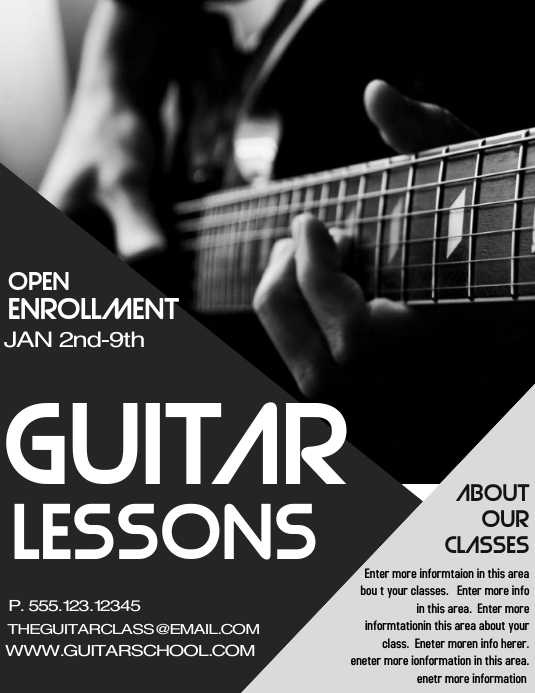 OPEN
ENROLLMENT
JAN 2nd-9th
GUITAR
LESSONS
P. 555.123.12345
THEGUITARCLASS@EMAIL.COM
WWW.GUITARSCHOOL.COM
ABOUT
OUR
CLASSES
Enter more informtaion in this area
bou t your classes. Enter more info
in this area. Enter more
informtationin this area about your
class. Eneter moren info herer.
eneter more ionformation in this area.
enetr more information